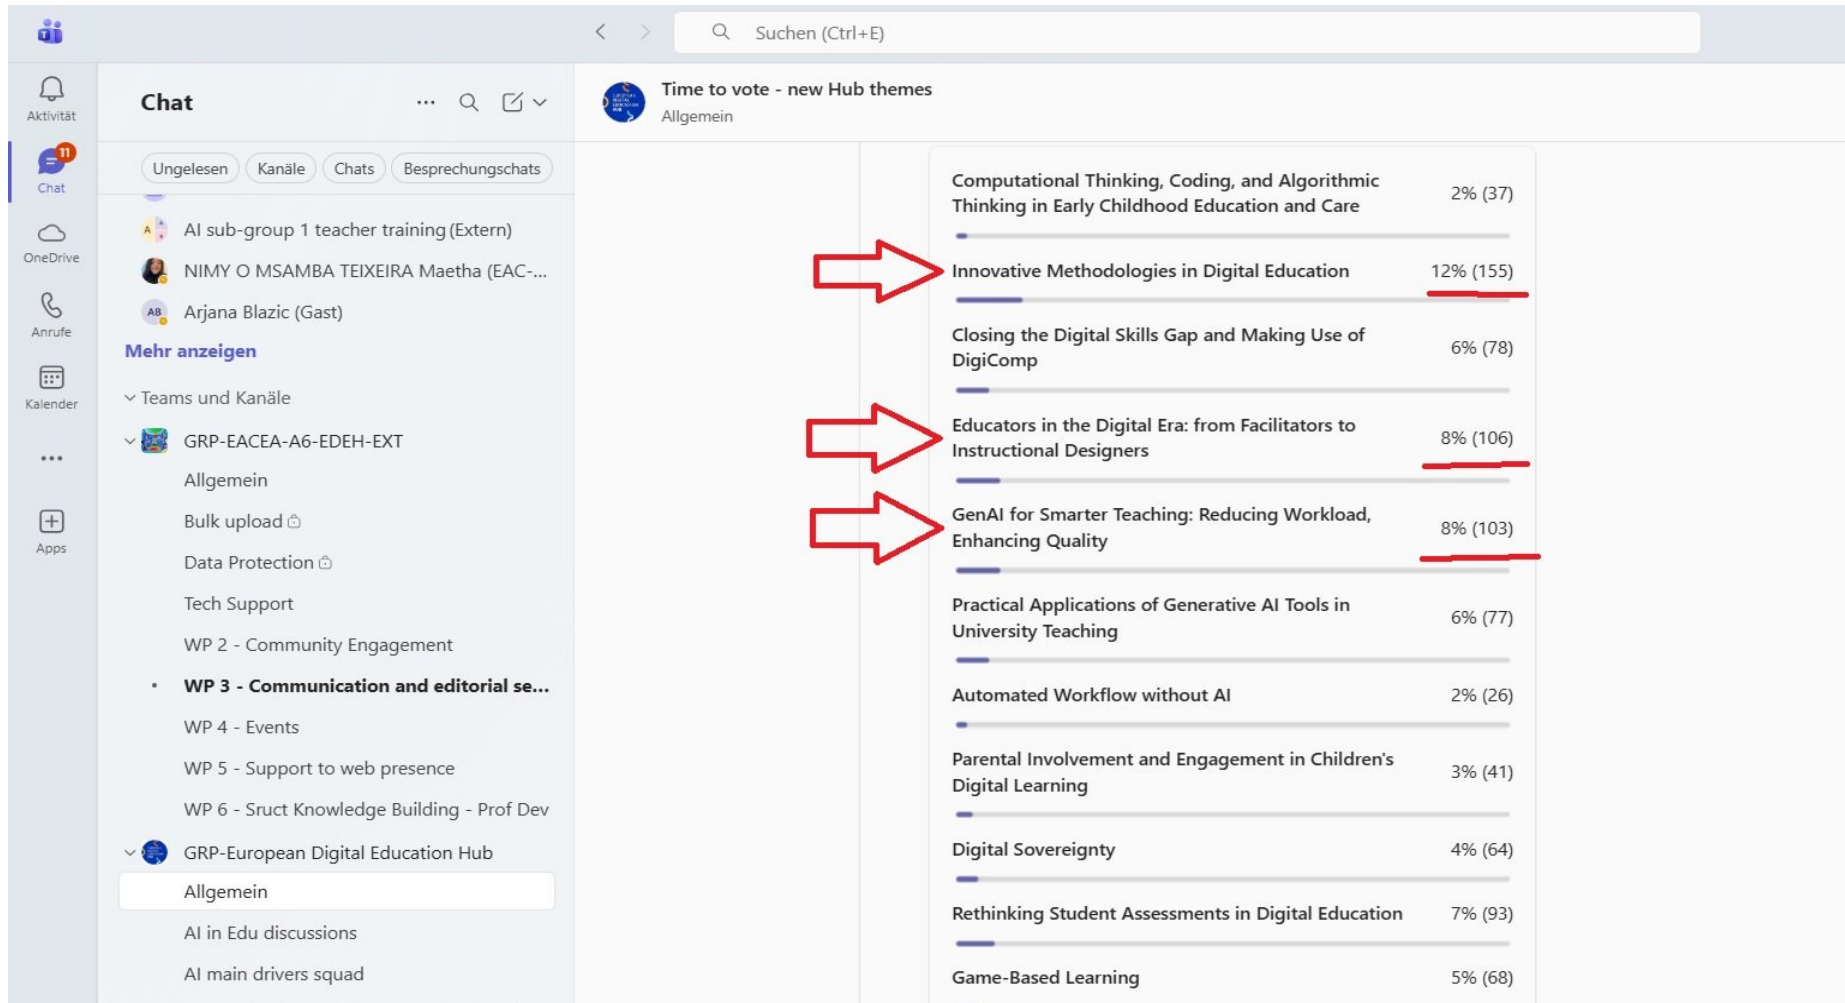 Suchen (Ctrl+E)
Aktivität
11
Chat
OneDrive
Anrufe
Kalender
Apps
Chat
Ungelesen
Kanäle
Chats
Besprechungschats
A
AI sub-group 1 teacher training (Extern)
NIMY O MSAMBA TEIXEIRA Maetha (EAC-...
AB
Arjana Blazic (Gast)
Mehr anzeigen
Teams und Kanäle
GRP-EACEA-A6-EDEH-EXT
Allgemein
Bulk upload
Data Protection
Tech Support
WP 2 - Community Engagement
WP 3 - Communication and editorial se...
WP 4 - Events
WP 5 - Support to web presence
WP 6 - Sruct Knowledge Building - Prof Dev
GRP-European Digital Education Hub
Allgemein
AI in Edu discussions
AI main drivers squad
Time to vote - new Hub themes
Allgemein
Computational Thinking, Coding, and Algorithmic
Thinking in Early Childhood Education and Care
2% (37)
Innovative Methodologies in Digital Education
12% (155)
Closing the Digital Skills Gap and Making Use of
DigiComp
6% (78)
Educators in the Digital Era: from Facilitators to
Instructional Designers
8% (106)
GenAI for Smarter Teaching: Reducing Workload,
Enhancing Quality
8% (103)
Practical Applications of Generative AI Tools in
University Teaching
6% (77)
Automated Workflow without AI
2% (26)
Parental Involvement and Engagement in Children's
Digital Learning
3% (41)
Digital Sovereignty
4% (64)
Rethinking Student Assessments in Digital Education
7% (93)
Game-Based Learning
5% (68)